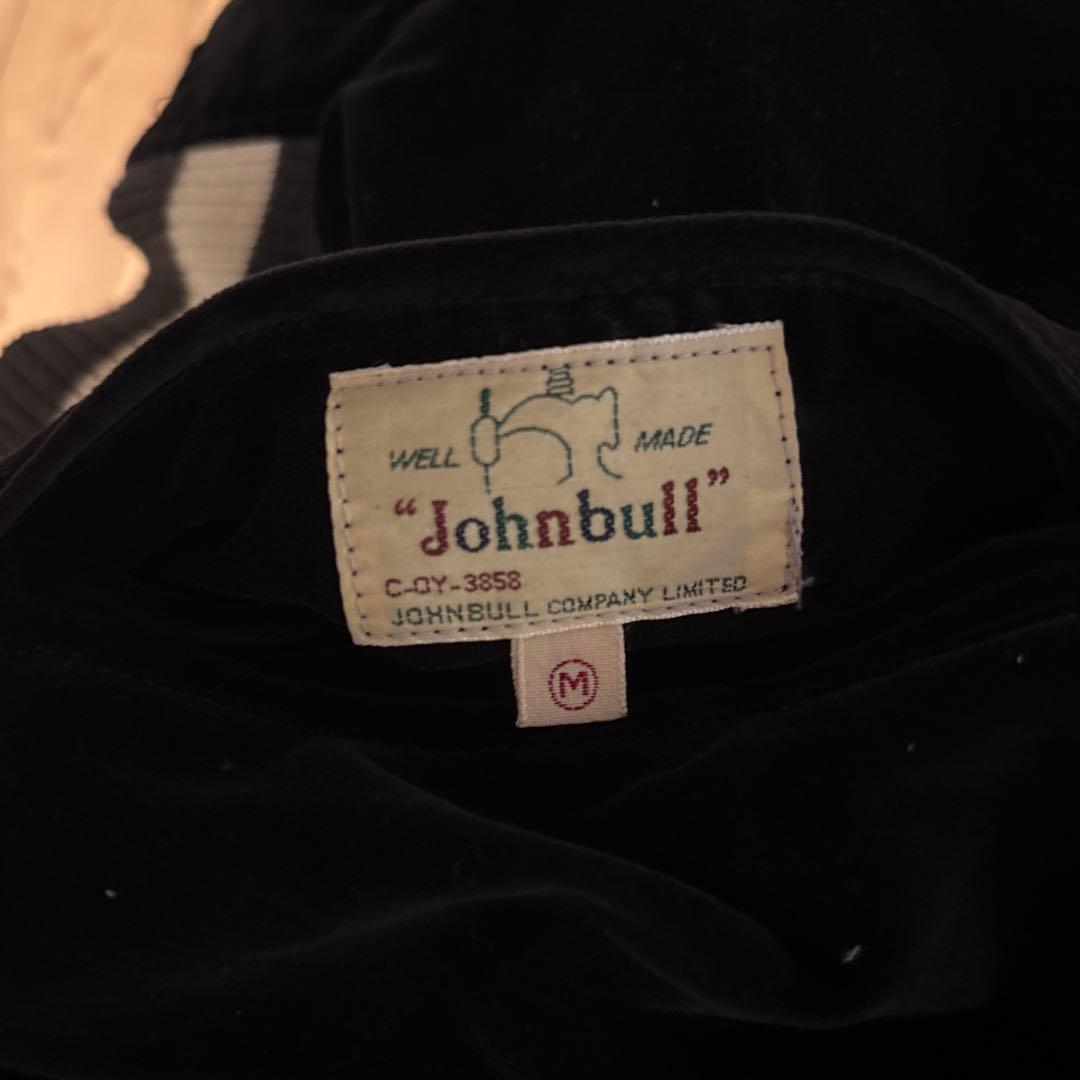 WELL MADE
"Johnbull"
C-OY-3858
JOHNBULL COMPANY LIMITED
M